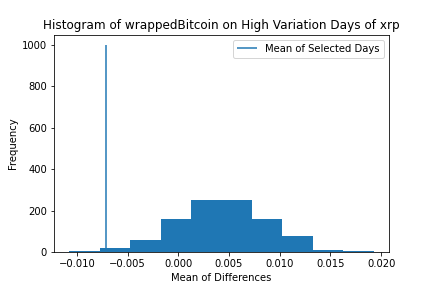 Histogram of wrappedBitcoin on High Variation Days of xrp
Mean of Selected Days
Frequency
1000
800
600
400
200
0
−0.010 −0.005 0.000 0.005 0.010 0.015 0.020
Mean of Differences